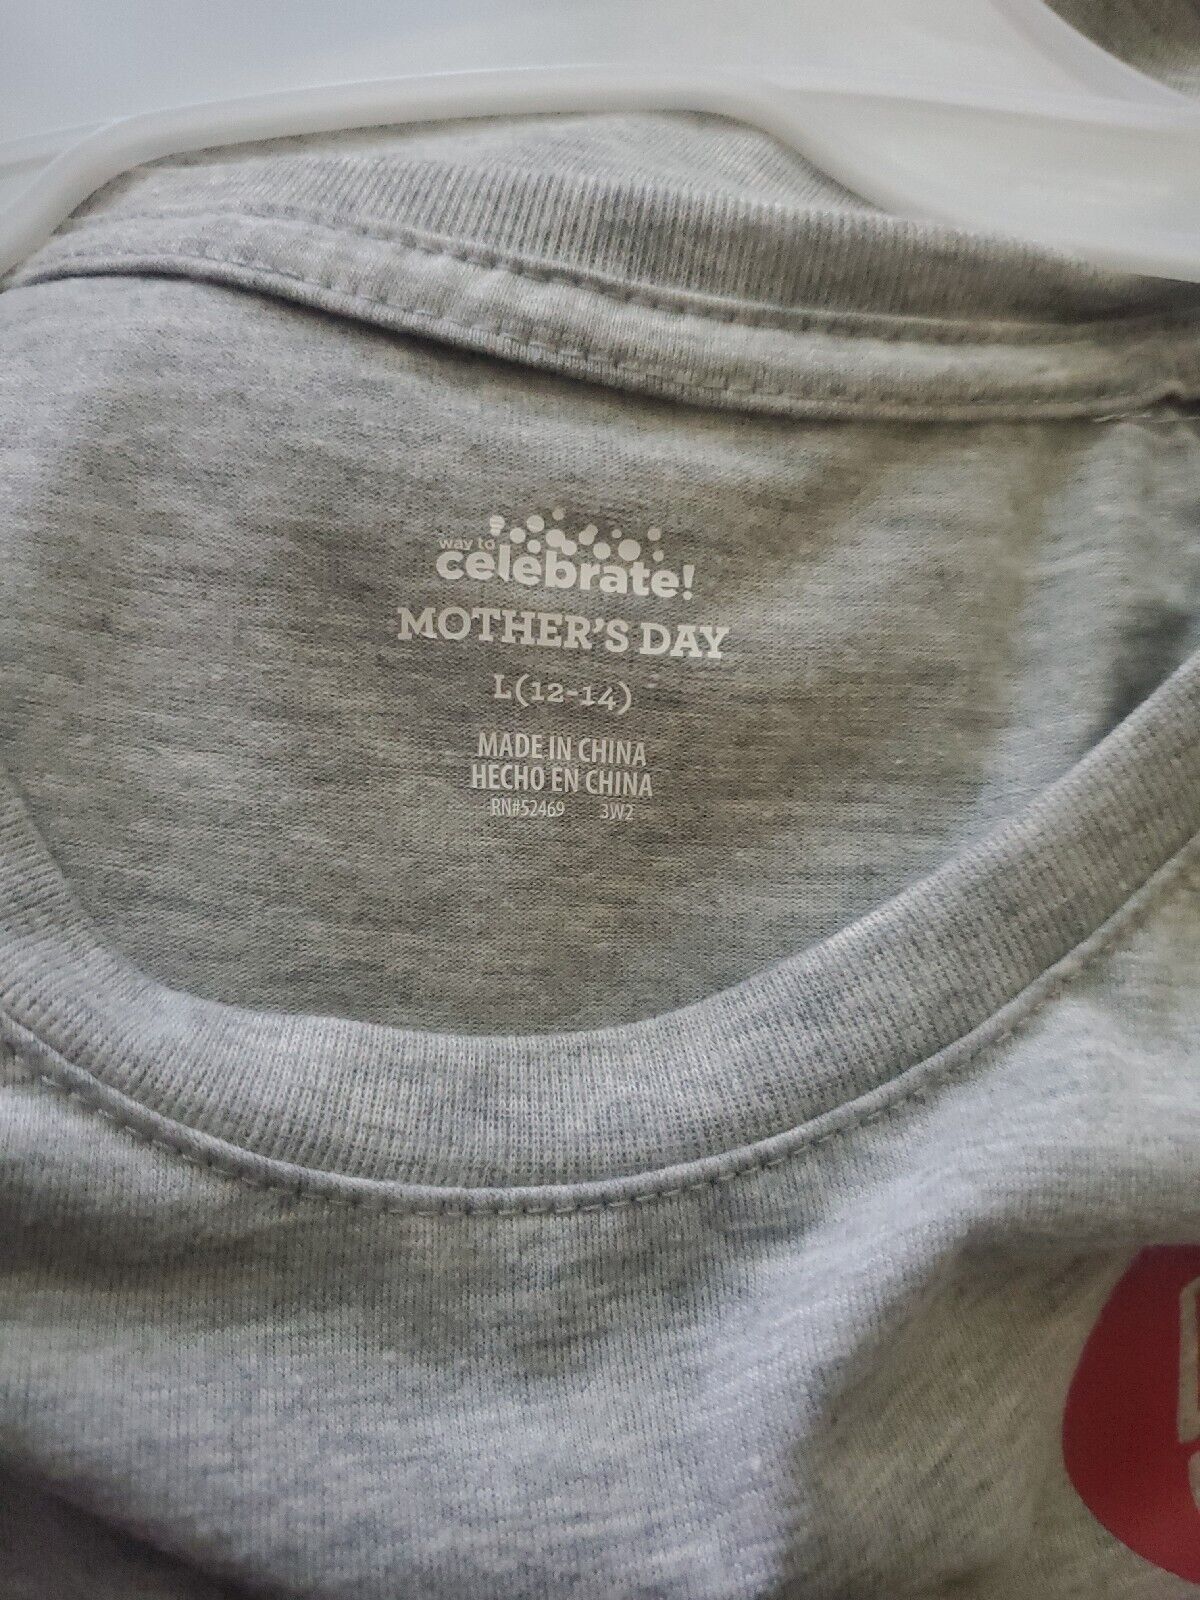 way to
celebrate!
MOTHER'S DAY
L(12-14)
MADE IN CHINA
HECHO EN CHINA
RN#52469 3W2